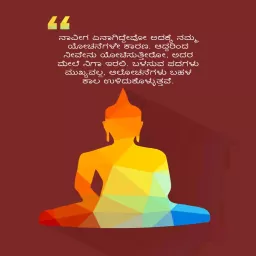 ನಾವೀಗ ಏನಾಗಿದ್ದೇವೋ ಅದಕ್ಕೆ ನಮ್ಮ
ಯೋಚನೆಗಳೇ ಕಾರಣ. ಆದ್ದರಿಂದ
ನೀವೇನು ಯೋಚಿಸುತ್ತೀರೋ, ಅದರ
ಮೇಲೆ ನಿಗಾ ಇರಲಿ. ಬಳಸುವ ಪದಗಳು
ಮುಖ್ಯವಲ್ಲ. ಆಲೋಚನೆಗಳು ಬಹಳ
ಕಾಲ ಉಳಿದುಕೊಳ್ಳುತ್ತವೆ.